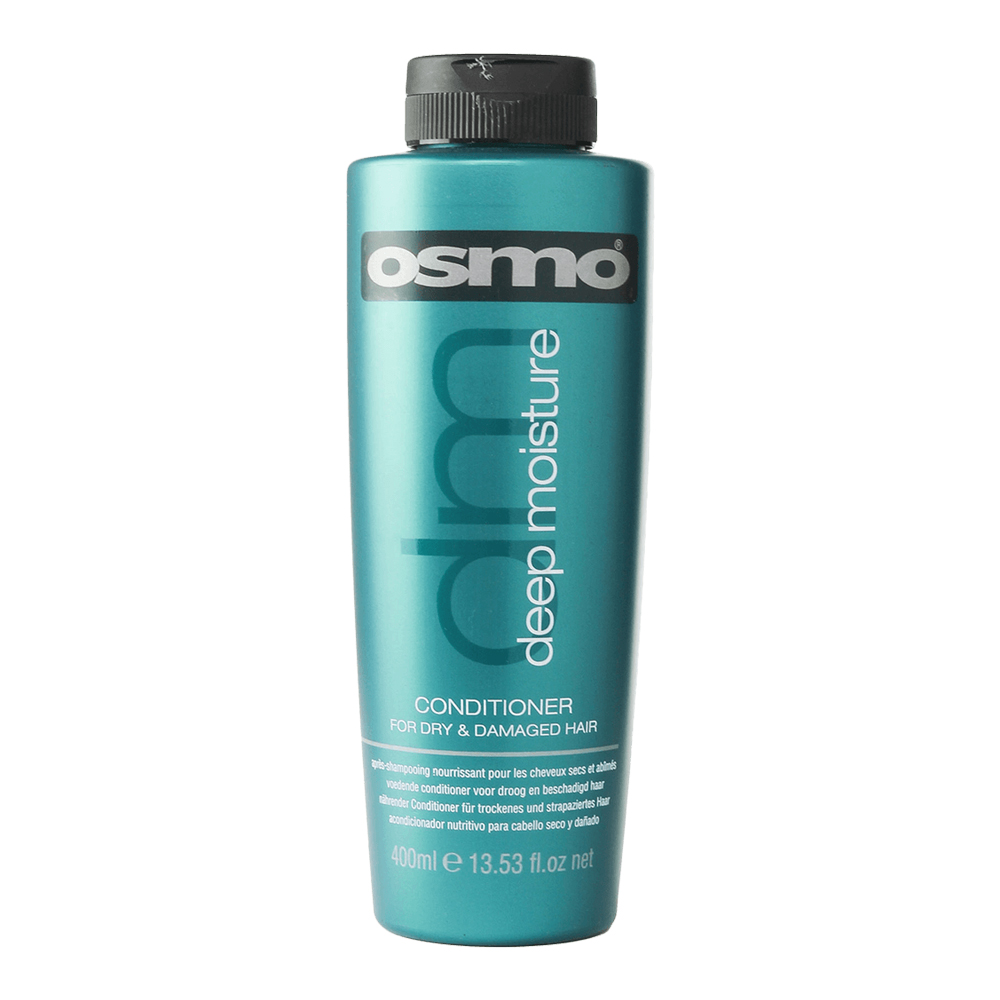 osmo®
dm
deep moisture
CONDITIONER
FOR DRY & DAMAGED HAIR
après-shampooing nourrissant pour les cheveux secs et abîmés
voedende conditioner voor droog en beschadigd haar
nährender Conditioner für trockenes und strapaziertes Haar
acondicionador nutritivo para cabello seco y dañado
400ml ℮ 13.53 fl.oz net